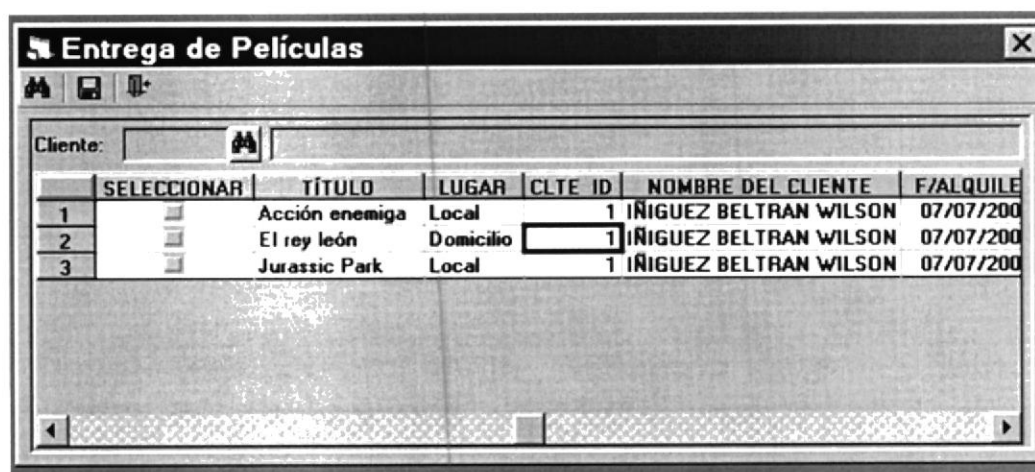 Entrega de Películas
Cliente:
SELECCIONAR TÍTULO LUGAR CLTE ID NOMBRE DEL CLIENTE F/ALQUILE
1 Acción enemiga Local 1 IÑIGUEZ BELTRAN WILSON 07/07/200
2 El rey león Domicilio 1 IÑIGUEZ BELTRAN WILSON 07/07/200
3 Jurassic Park Local 1 IÑIGUEZ BELTRAN WILSON 07/07/200